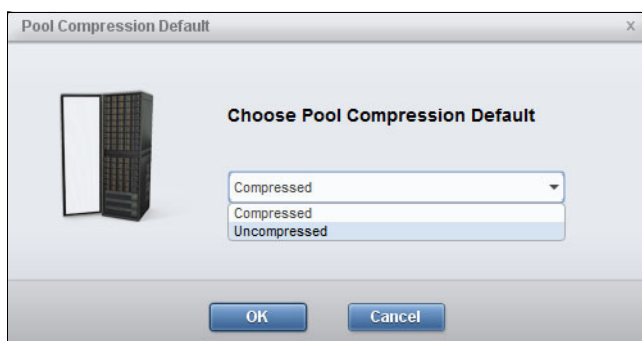 Pool Compression Default
x
Choose Pool Compression Default
Compressed
Compressed
Uncompressed
OK
Cancel